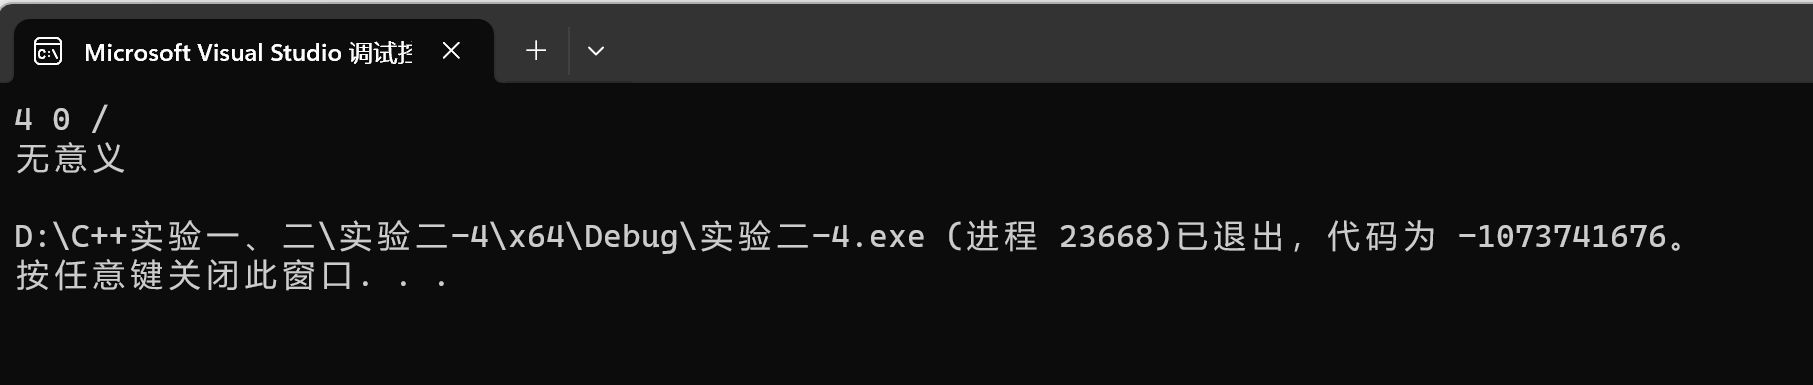 Microsoft Visual Studio 调试控
4 0 /
无意义
D:\C++实验一、二\实验二-4\x64\Debug\实验二-4.exe (进程 23668)已退出，代码为 -1073741676。
按任意键关闭此窗口. . .